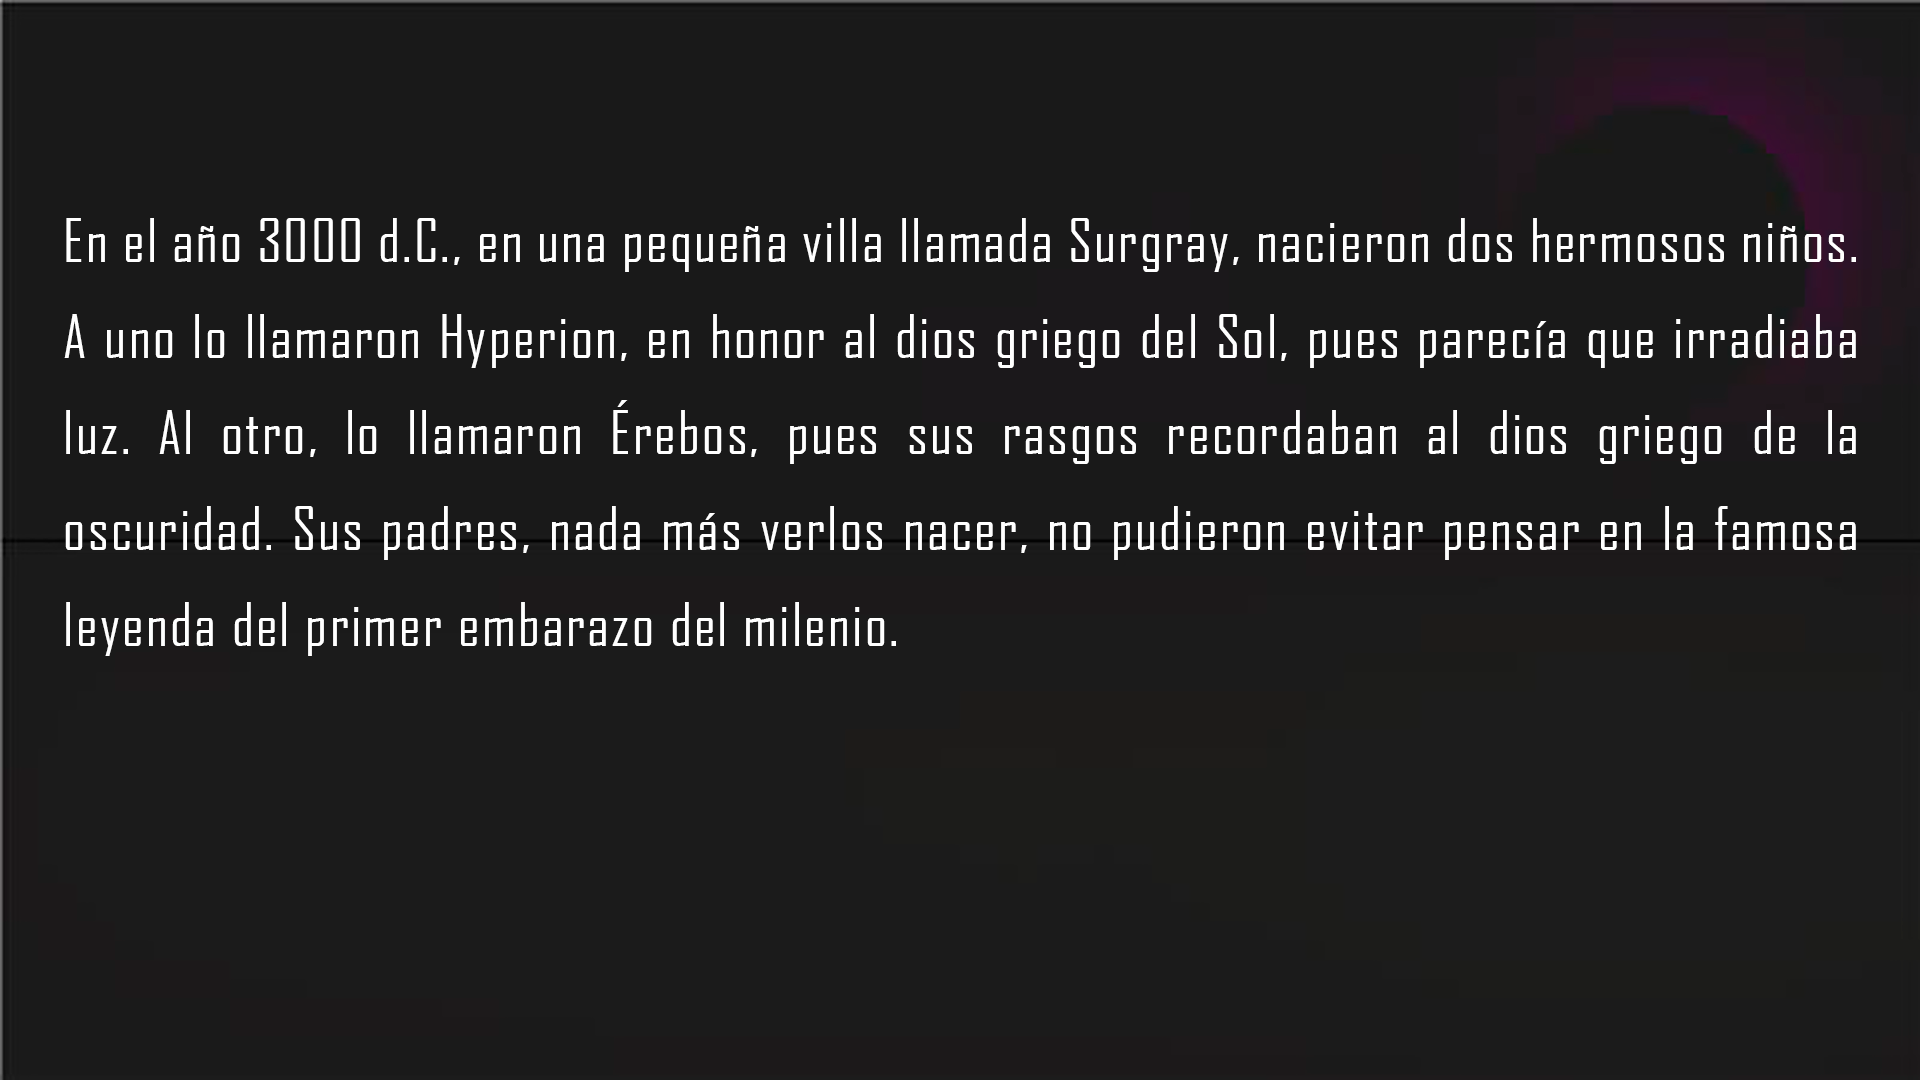 En el año 3000 d.C., en una pequeña villa llamada Surgray, nacieron dos hermosos niños.
A uno lo llamaron Hyperion, en honor al dios griego del Sol, pues parecía que irradiaba
luz. Al otro, lo llamaron Érebos, pues sus rasgos recordaban al dios griego de la
oscuridad. Sus padres, nada más verlos nacer, no pudieron evitar pensar en la famosa
leyenda del primer embarazo del milenio.